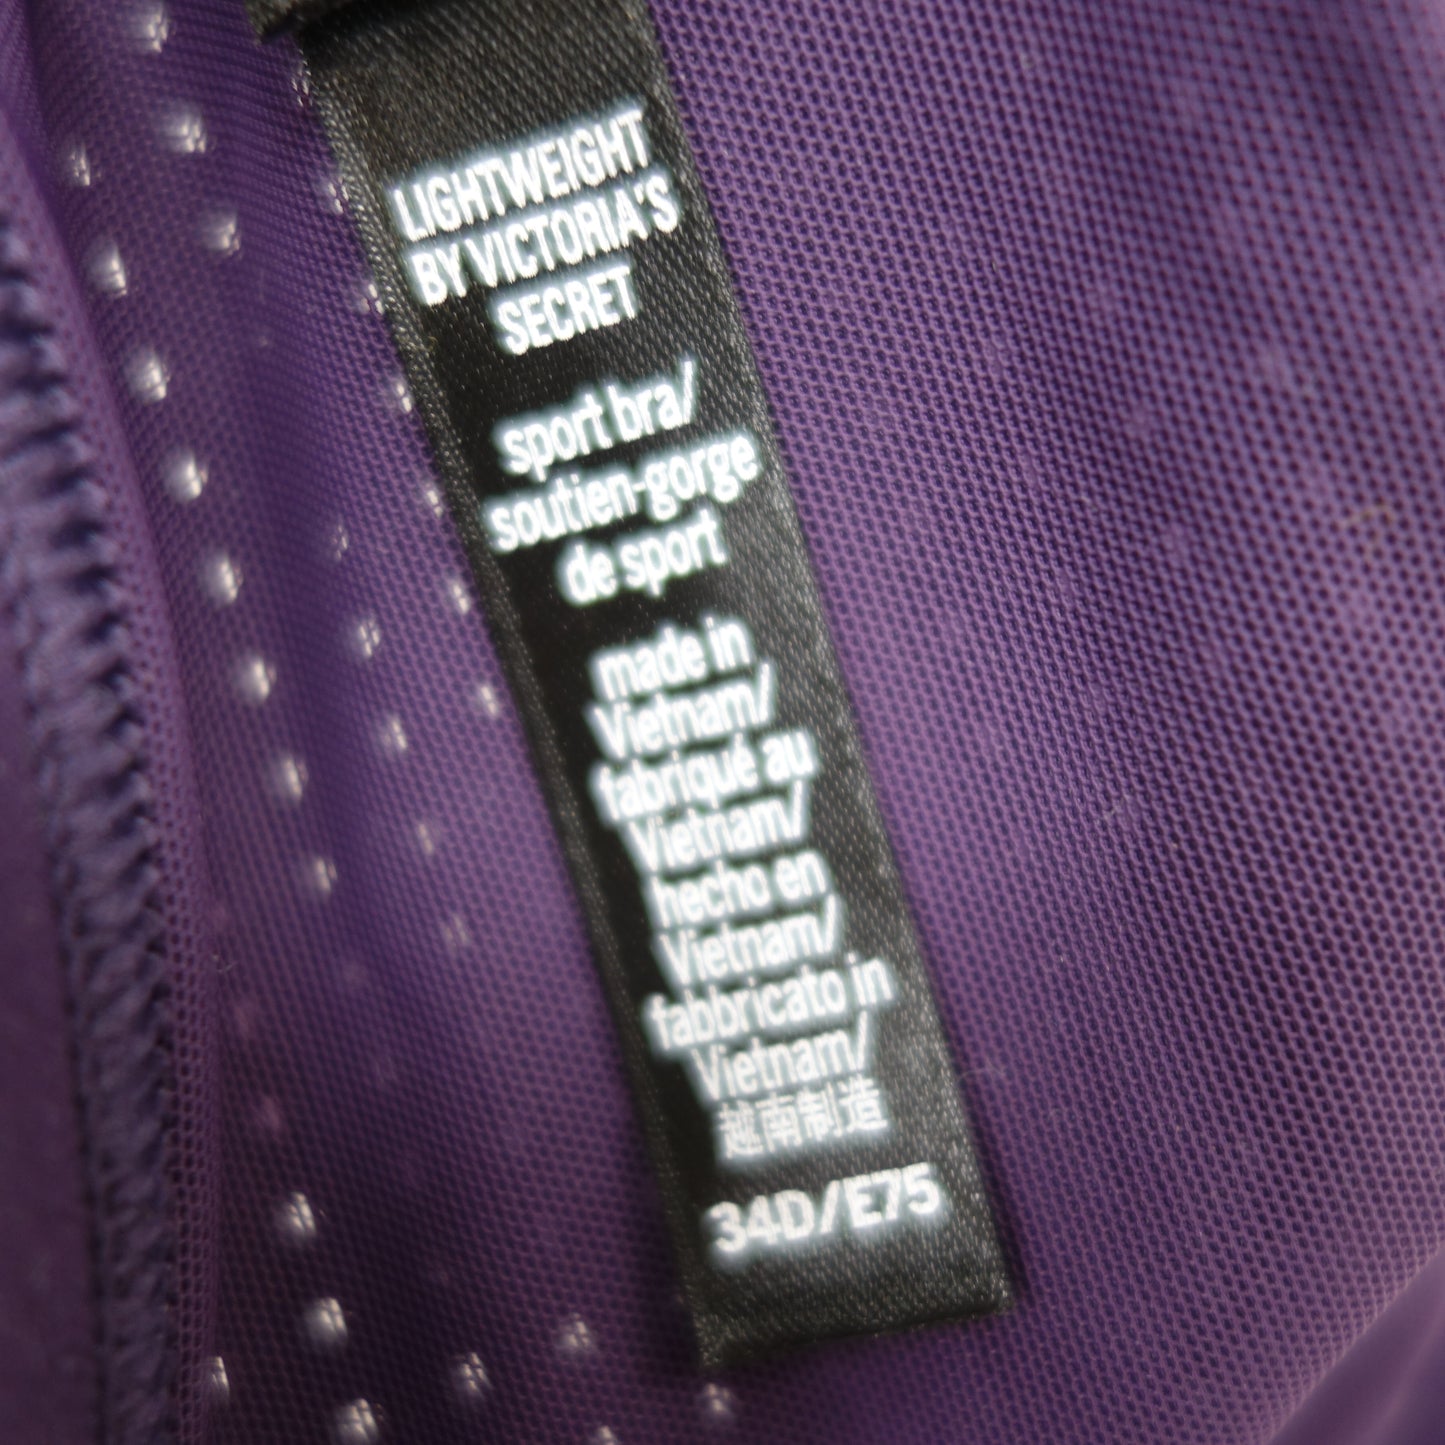 LIGHTWEIGHT
BY VICTORIA'S
SECRET
sport bra/
soutien-gorge
de sport
made in
Vietnam/
fabriqué au
Vietnam/
hecho en
Vietnam/
fabbricato in
Vietnam/
越南制造
34D/E75